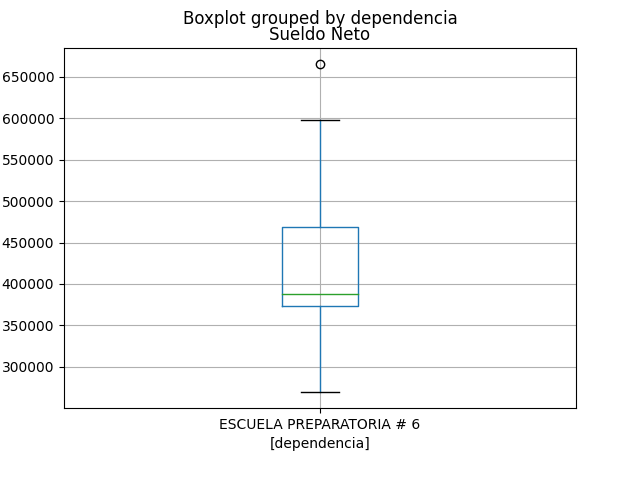 Boxplot grouped by dependencia
Sueldo Neto
650000
600000
550000
500000
450000
400000
350000
300000
ESCUELA PREPARATORIA # 6
[dependencia]